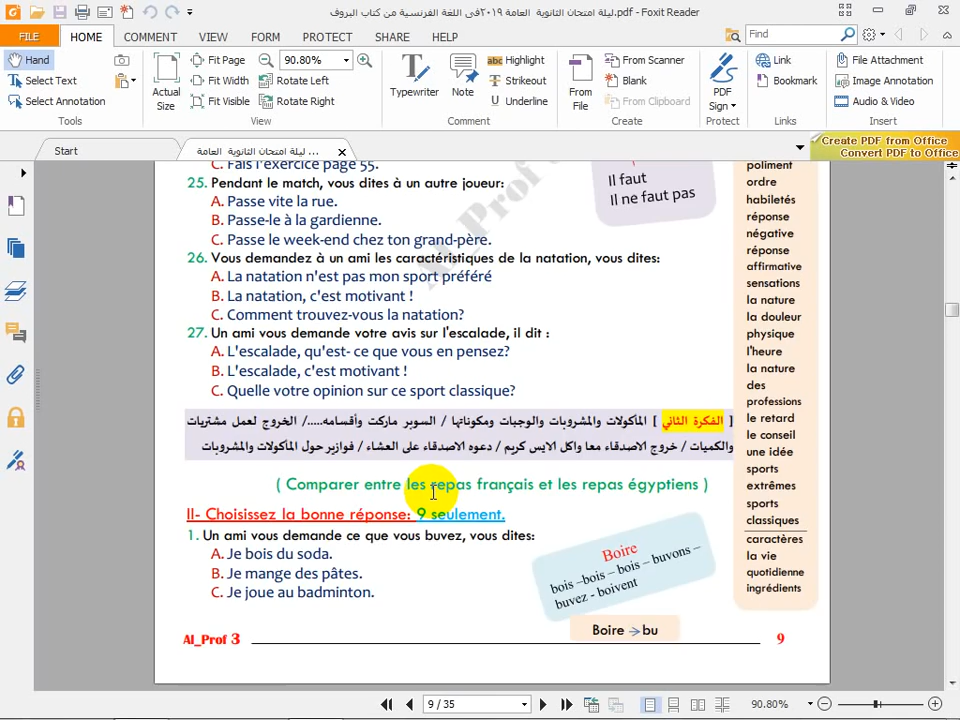 ليلة امتحان الثانوية العامة ٢٠١٩فى اللغة الفرنسية من كتاب البروف.pdf - Foxit Reader
FILE HOME COMMENT VIEW FORM PROTECT SHARE HELP Find
Hand
Select Text
Select Annotation
Tools
Actual Size
Fit Page
Fit Width
Fit Visible
90.80%
Rotate Left
Rotate Right
View
Typewriter
Note
Highlight
Strikeout
Underline
Comment
From File
From Scanner
Blank
From Clipboard
Create
PDF Sign
Protect
Link
Bookmark
Links
File Attachment
Image Annotation
Audio & Video
Insert
Start
ليلة امتحان الثانوية العامة ...
Create PDF from Office
Convert PDF to Office
C. Fais l'exercice page 55.
25. Pendant le match, vous dites à un autre joueur:
A. Passe vite la rue.
B. Passe-le à la gardienne.
C. Passe le week-end chez ton grand-père.
26. Vous demandez à un ami les caractéristiques de la natation, vous dites:
A. La natation n'est pas mon sport préféré
B. La natation, c'est motivant !
C. Comment trouvez-vous la natation?
27. Un ami vous demande votre avis sur l'escalade, il dit :
A. L'escalade, qu'est- ce que vous en pensez?
B. L'escalade, c'est motivant !
C. Quelle votre opinion sur ce sport classique?
Il faut
Il ne faut pas
[ الفكرة الثاني ] المأكولات والمشروبات والوجبات ومكوناتها / السوبر ماركت وأقسامه...../ الخروج لعمل مشتريات
والكميات / خروج الاصدقاء معا واكل الايس كريم / دعوه الاصدقاء على العشاء / فوازير حول المأكولات والمشروبات
( Comparer entre les repas français et les repas égyptiens )
II- Choisissez la bonne réponse: 9 seulement.
1. Un ami vous demande ce que vous buvez, vous dites:
A. Je bois du soda.
B. Je mange des pâtes.
C. Je joue au badminton.
Boire
bois –bois – bois – buvons –
buvez - boivent
Boire → bu
Al_Prof 3
9
poliment
ordre
habiletés
réponse
négative
réponse
affirmative
sensations
la nature
la douleur
physique
l'heure
la nature
des
professions
le retard
le conseil
une idée
sports
extrêmes
sports
classiques
caractères
la vie
quotidienne
ingrédients
Al_Prof
9 / 35
90.80%